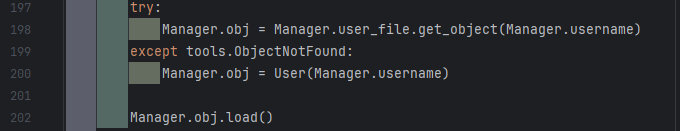 197 try:
198 Manager.obj = Manager.user_file.get_object(Manager.username)
199 except tools.ObjectNotFound:
200 Manager.obj = User(Manager.username)
201
202 Manager.obj.load()